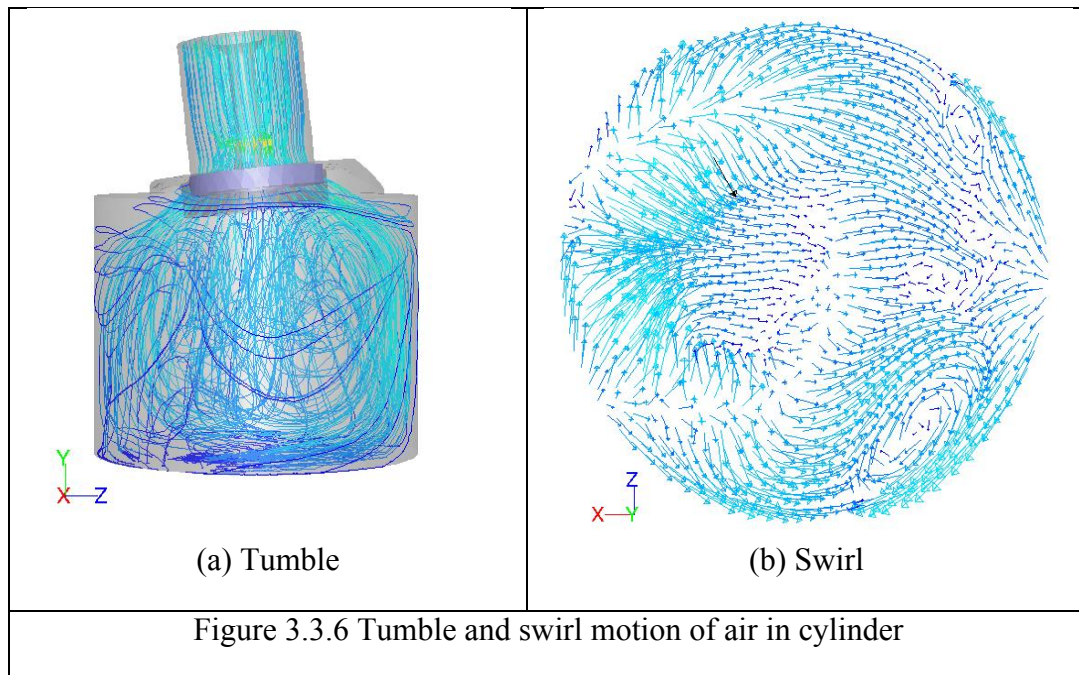 Y
X Z
(a) Tumble
Z
X Y
(b) Swirl
Figure 3.3.6 Tumble and swirl motion of air in cylinder